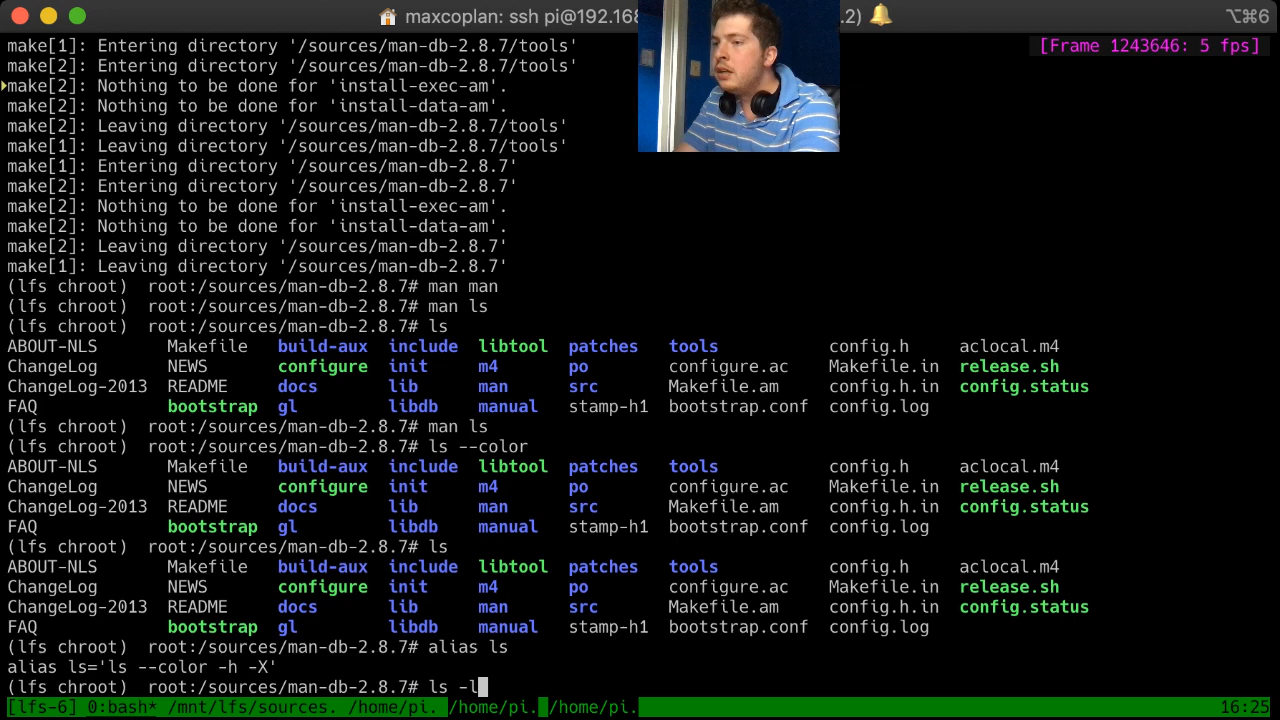 maxcoplan: ssh pi@192.168 .2) 🔔 ⌥⌘6
make[1]: Entering directory '/sources/man-db-2.8.7/tools' [Frame 1243646: 5 fps]
make[2]: Entering directory '/sources/man-db-2.8.7/tools'
make[2]: Nothing to be done for 'install-exec-am'.
make[2]: Nothing to be done for 'install-data-am'.
make[2]: Leaving directory '/sources/man-db-2.8.7/tools'
make[1]: Leaving directory '/sources/man-db-2.8.7/tools'
make[1]: Entering directory '/sources/man-db-2.8.7'
make[2]: Entering directory '/sources/man-db-2.8.7'
make[2]: Nothing to be done for 'install-exec-am'.
make[2]: Nothing to be done for 'install-data-am'.
make[2]: Leaving directory '/sources/man-db-2.8.7'
make[1]: Leaving directory '/sources/man-db-2.8.7'
(lfs chroot)  root:/sources/man-db-2.8.7# man man
(lfs chroot)  root:/sources/man-db-2.8.7# man ls
(lfs chroot)  root:/sources/man-db-2.8.7# ls
ABOUT-NLS Makefile build-aux include libtool patches tools config.h aclocal.m4
ChangeLog NEWS configure init m4 po configure.ac Makefile.in release.sh
ChangeLog-2013 README docs lib man src Makefile.am config.h.in config.status
FAQ bootstrap gl libdb manual stamp-h1 bootstrap.conf config.log
(lfs chroot)  root:/sources/man-db-2.8.7# man ls
(lfs chroot)  root:/sources/man-db-2.8.7# ls --color
ABOUT-NLS Makefile build-aux include libtool patches tools config.h aclocal.m4
ChangeLog NEWS configure init m4 po configure.ac Makefile.in release.sh
ChangeLog-2013 README docs lib man src Makefile.am config.h.in config.status
FAQ bootstrap gl libdb manual stamp-h1 bootstrap.conf config.log
(lfs chroot)  root:/sources/man-db-2.8.7# ls
ABOUT-NLS Makefile build-aux include libtool patches tools config.h aclocal.m4
ChangeLog NEWS configure init m4 po configure.ac Makefile.in release.sh
ChangeLog-2013 README docs lib man src Makefile.am config.h.in config.status
FAQ bootstrap gl libdb manual stamp-h1 bootstrap.conf config.log
(lfs chroot)  root:/sources/man-db-2.8.7# alias ls
alias ls='ls --color -h -X'
(lfs chroot)  root:/sources/man-db-2.8.7# ls -l
[lfs-6] 0:bash* /mnt/lfs/sources. /home/pi. /home/pi. /home/pi. 16:25